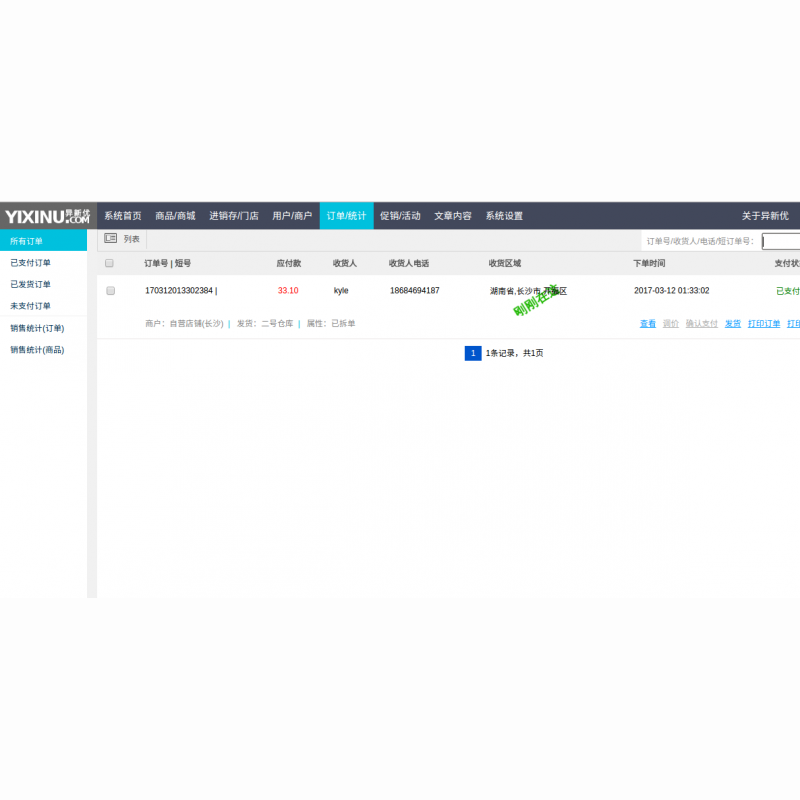 YIXINU 异新优 .COM 系统首页 商品/商城 进销存/门店 用户/商户 订单/统计 促销/活动 文章内容 系统设置 关于异新优
所有订单 列表 订单号/收货人/电话/短订单号：
已支付订单 订单号 | 短号 应付款 收货人 收货人电话 收货区域 下单时间 支付状
已发货订单 170312013302384 | 33.10 kyle 18684694187 湖南省,长沙市, 区 2017-03-12 01:33:02 已支付
刚刚在
未支付订单
销售统计(订单) 商户：自营店铺(长沙) | 发货：二号仓库 | 属性：已拆单 查看 调价 确认支付 发货 打印订单 打印
销售统计(商品) 1 1条记录，共1页